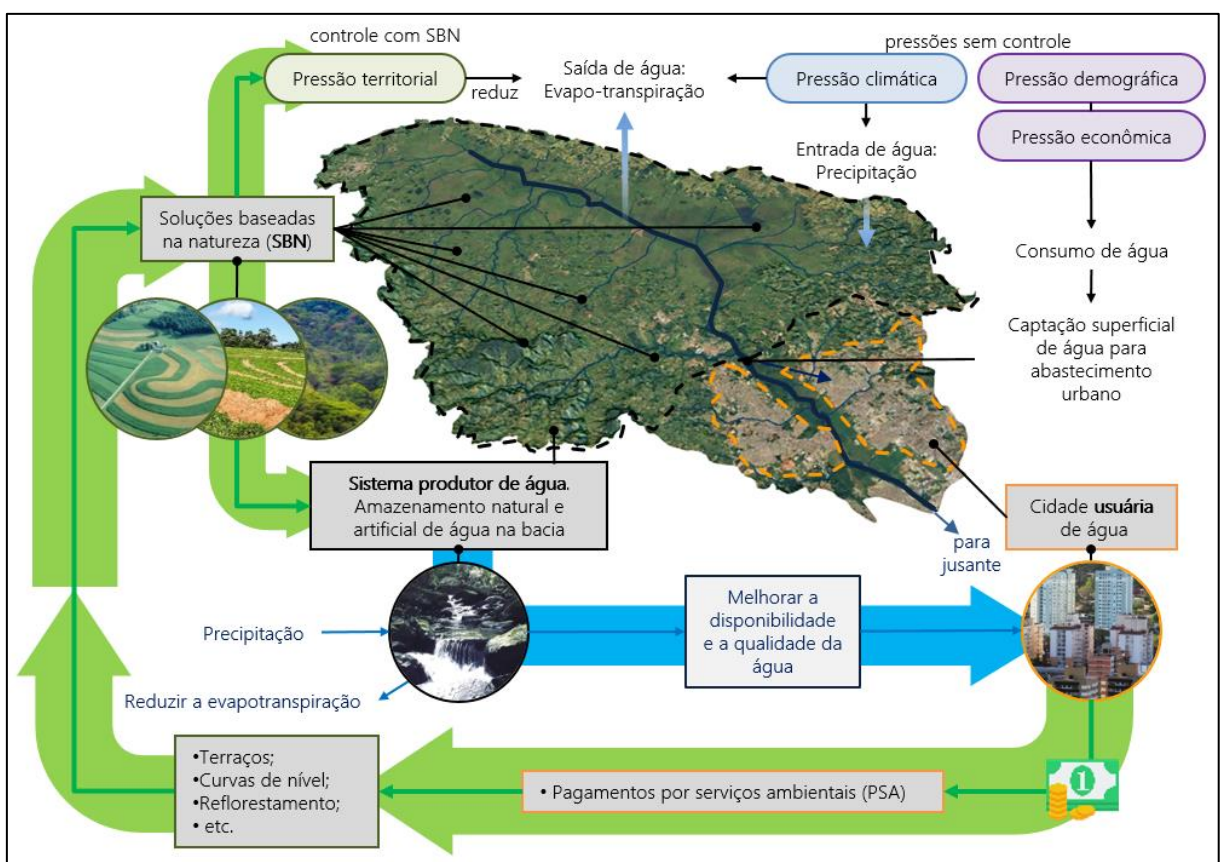 controle com SBN
pressões sem controle
Pressão territorial
reduz
Saída de água:
Evapo-transpiração
Pressão climática
Pressão demográfica
Pressão econômica
Entrada de água:
Precipitação
Soluções baseadas
na natureza (SBN)
Consumo de água
Captação superficial
de água para
abastecimento
urbano
Sistema produtor de água.
Amazenamento natural e
artificial de água na bacia
Cidade usuária
de água
para
jusante
Precipitação
Melhorar a
disponibilidade
e a qualidade da
água
Reduzir a evapotranspiração
•Terraços;
•Curvas de nível;
•Reflorestamento;
• etc.
• Pagamentos por serviços ambientais (PSA)
1